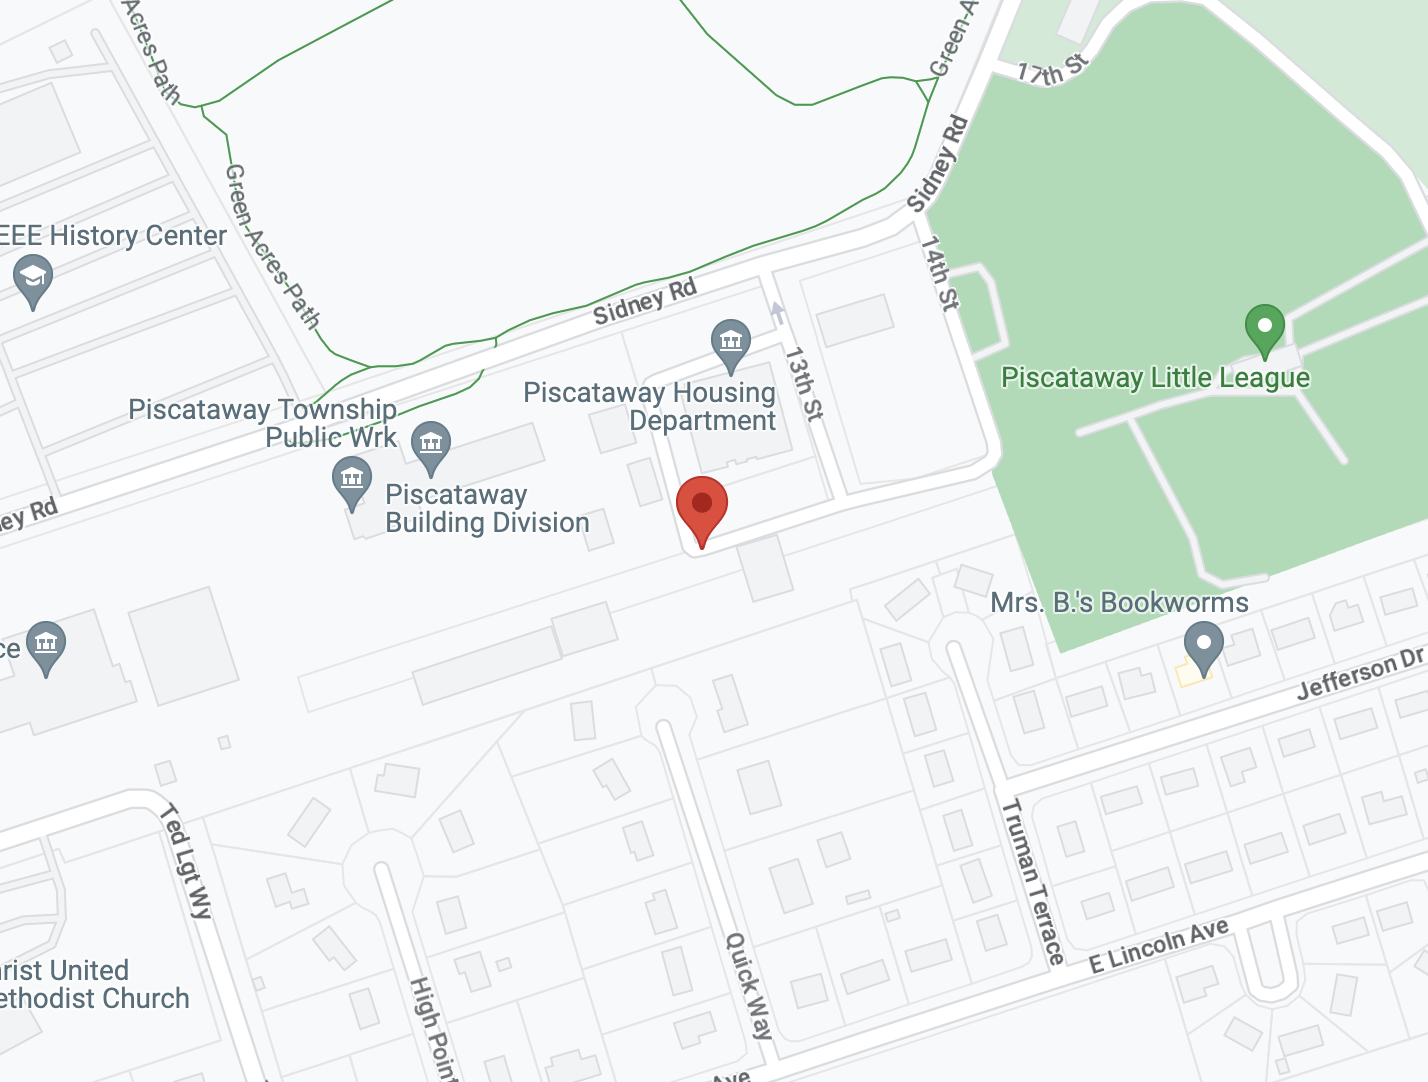 Acres-Path
Green-A
17th St
Sidney Rd
Green-Acres-Path
EEE History Center
14th St
Sidney Rd
13th St
Piscataway Little League
Piscataway Housing
Department
Piscataway Township
Public Wrk
Piscataway
Building Division
ey Rd
Mrs. B.'s Bookworms
ce
Jefferson Dr
Ted Lgt Wy
Truman Terrace
E Lincoln Ave
Quick Way
High Point
rist United
ethodist Church
Ave